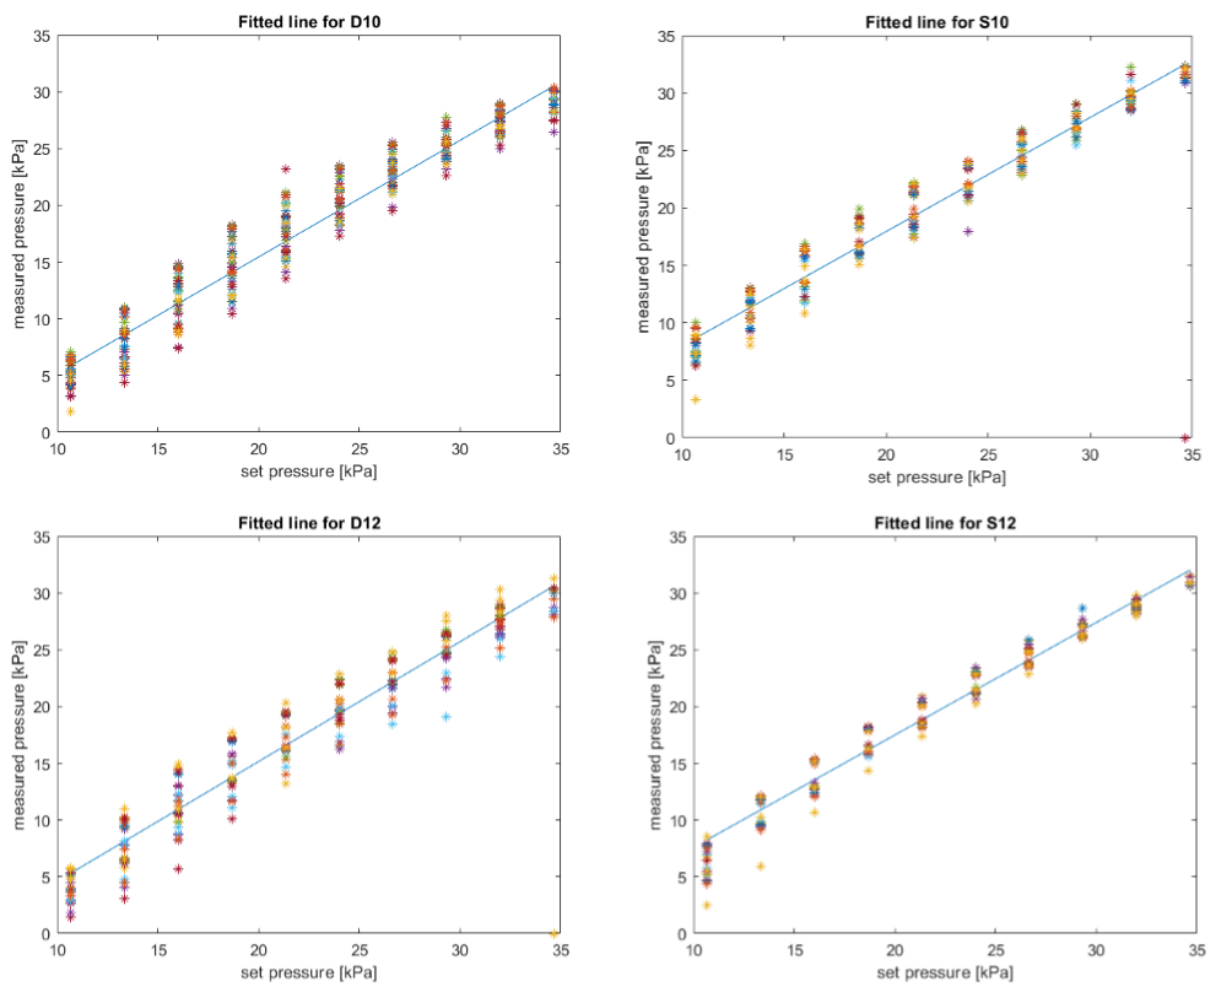 Fitted line for D10
35
30
25
20
15
10
5
0
measured pressure [kPa]
10 15 20 25 30 35
set pressure [kPa]
Fitted line for S10
35
30
25
20
15
10
5
0
measured pressure [kPa]
10 15 20 25 30 35
set pressure [kPa]
Fitted line for D12
35
30
25
20
15
10
5
0
measured pressure [kPa]
10 15 20 25 30 35
set pressure [kPa]
Fitted line for S12
35
30
25
20
15
10
5
0
measured pressure [kPa]
10 15 20 25 30 35
set pressure [kPa]